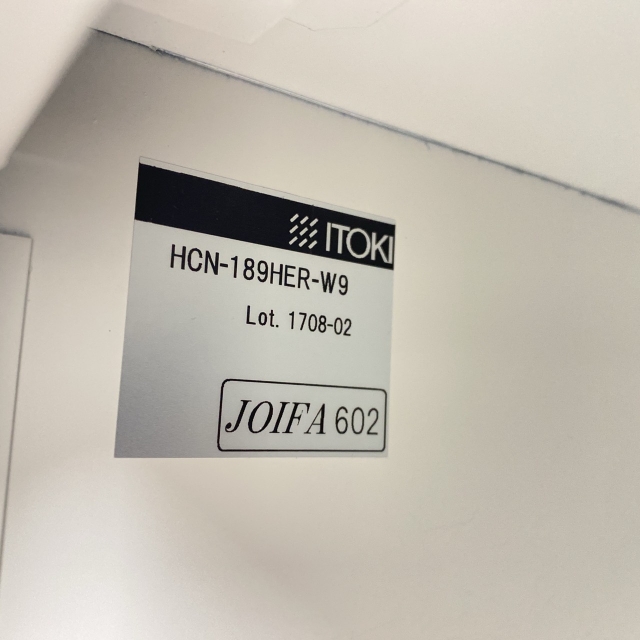 ITOKI
HCN-189HER-W9
Lot. 1708-02
JOIFA 602